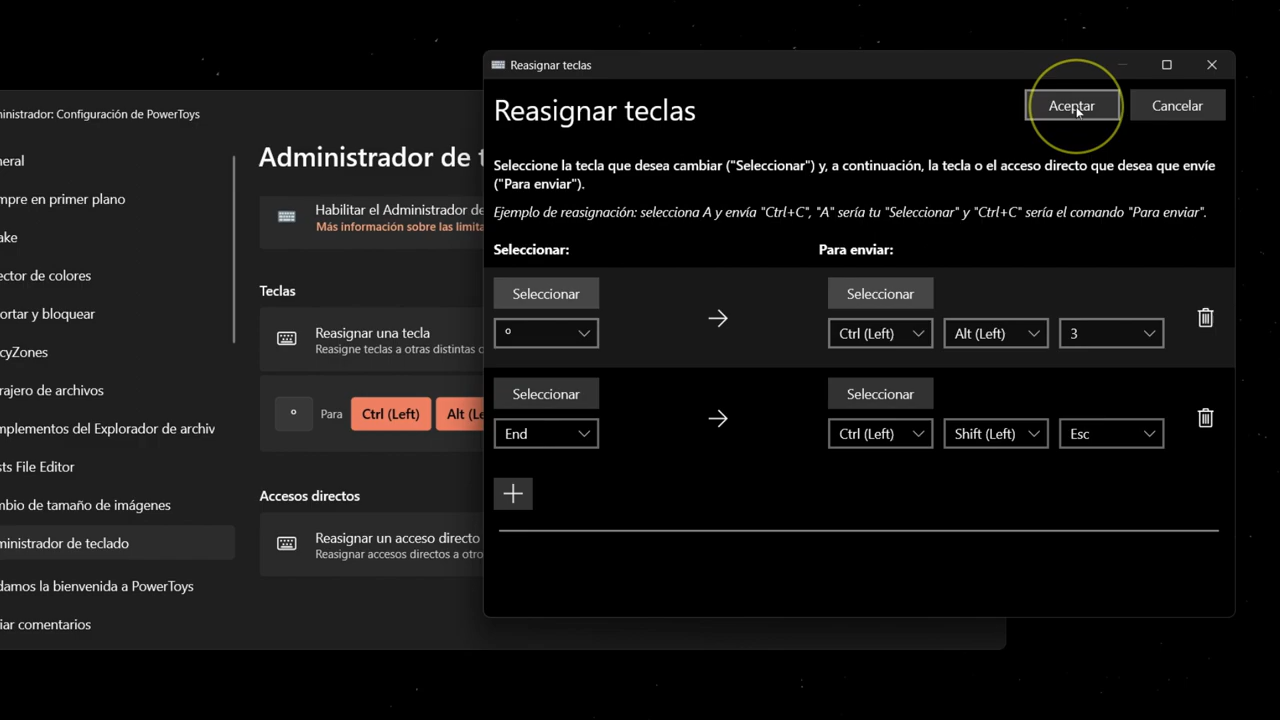 ministrador: Configuración de PowerToys
neral
mpre en primer plano
ake
ector de colores
ortar y bloquear
cyZones
rajero de archivos
mplementos del Explorador de archiv
sts File Editor
mbio de tamaño de imágenes
ministrador de teclado
damos la bienvenida a PowerToys
iar comentarios
Administrador de t
Habilitar el Administrador de
Más información sobre las limita
Teclas
Reasignar una tecla
Reasigne teclas a otras distintas c
º Para Ctrl (Left) Alt (Le
Accesos directos
Reasignar un acceso directo
Reasignar accesos directos a otro
Reasignar teclas
Reasignar teclas
Aceptar Cancelar
Seleccione la tecla que desea cambiar ("Seleccionar") y, a continuación, la tecla o el acceso directo que desea que envíe
("Para enviar").
Ejemplo de reasignación: selecciona A y envía "Ctrl+C", "A" sería tu "Seleccionar" y "Ctrl+C" sería el comando "Para enviar".
Seleccionar: Para enviar:
Seleccionar Seleccionar
º Ctrl (Left) Alt (Left) 3
Seleccionar Seleccionar
End Ctrl (Left) Shift (Left) Esc